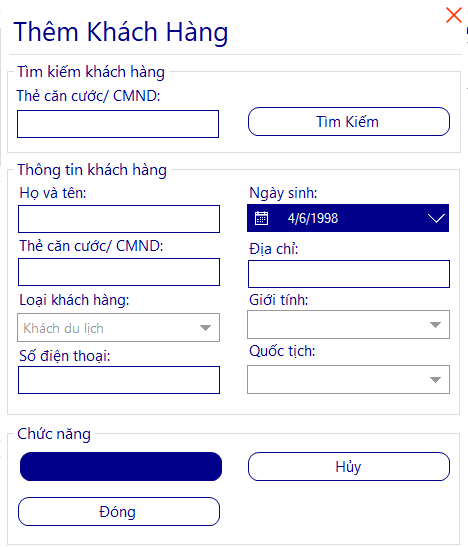 Thêm Khách Hàng
Tìm kiếm khách hàng
Thẻ căn cước/ CMND:
Tìm Kiếm
Thông tin khách hàng
Họ và tên:
Ngày sinh:
4/6/1998
Thẻ căn cước/ CMND:
Địa chỉ:
Loại khách hàng:
Giới tính:
Khách du lịch
Số điện thoại:
Quốc tịch:
Chức năng
Hủy
Đóng